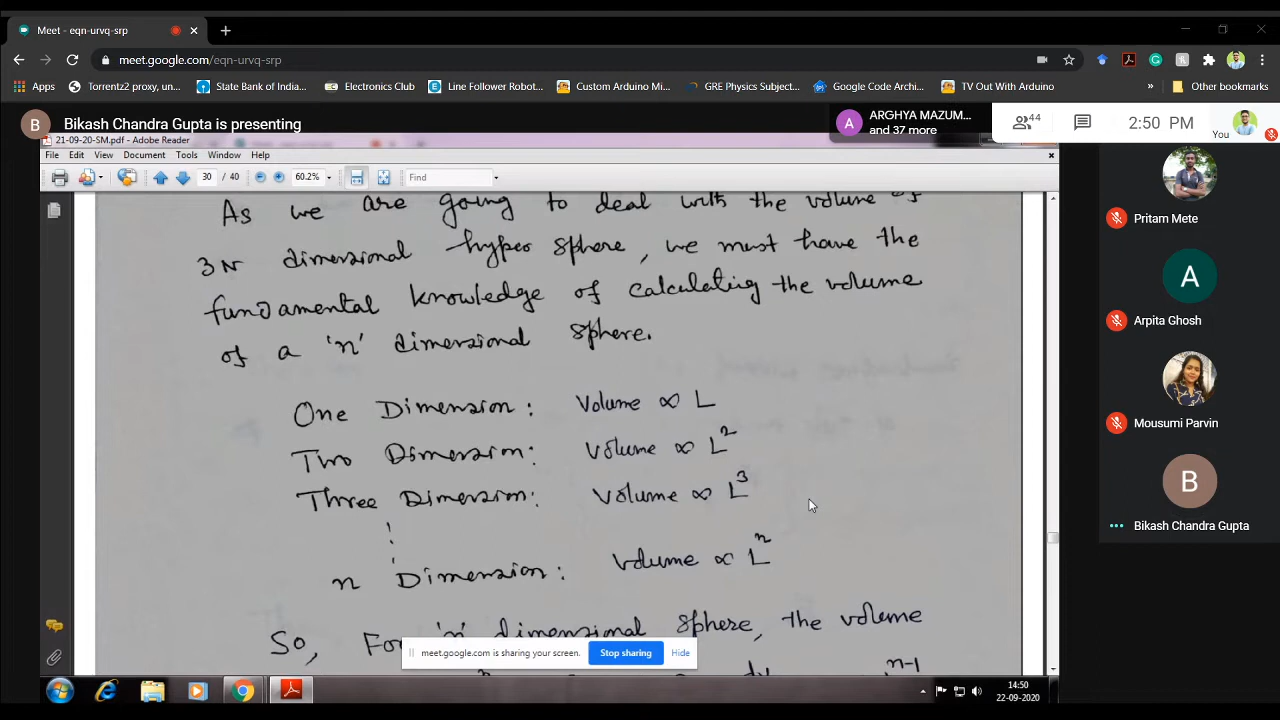 Meet - eqn-urvq-srp
meet.google.com/eqn-urvq-srp
Apps Torrentz2 proxy, un... State Bank of India... Electronics Club Line Follower Robot... Custom Arduino Mi... GRE Physics Subject... Google Code Archi... TV Out With Arduino » Other bookmarks
B Bikash Chandra Gupta is presenting
A ARGHYA MAZUM... and 37 more
44
2:50 PM
You
21-09-20-SM.pdf - Adobe Reader
File Edit View Document Tools Window Help
30 / 40 60.2% Find
As we are going to deal with the volume of
3N dimensional hyper sphere, we must have the
fundamental knowledge of calculating the volume
of a 'n' dimensional sphere.
One Dimension: Volume ∝ L
Two Dimension: Volume ∝ L²
Three Dimension: Volume ∝ L³
n Dimension: Volume ∝ Lⁿ
So, For 'n' dimensional sphere, the volume
n dv n-1
meet.google.com is sharing your screen. Stop sharing Hide
Pritam Mete
A
Arpita Ghosh
Mousumi Parvin
B
Bikash Chandra Gupta
14:50
22-09-2020